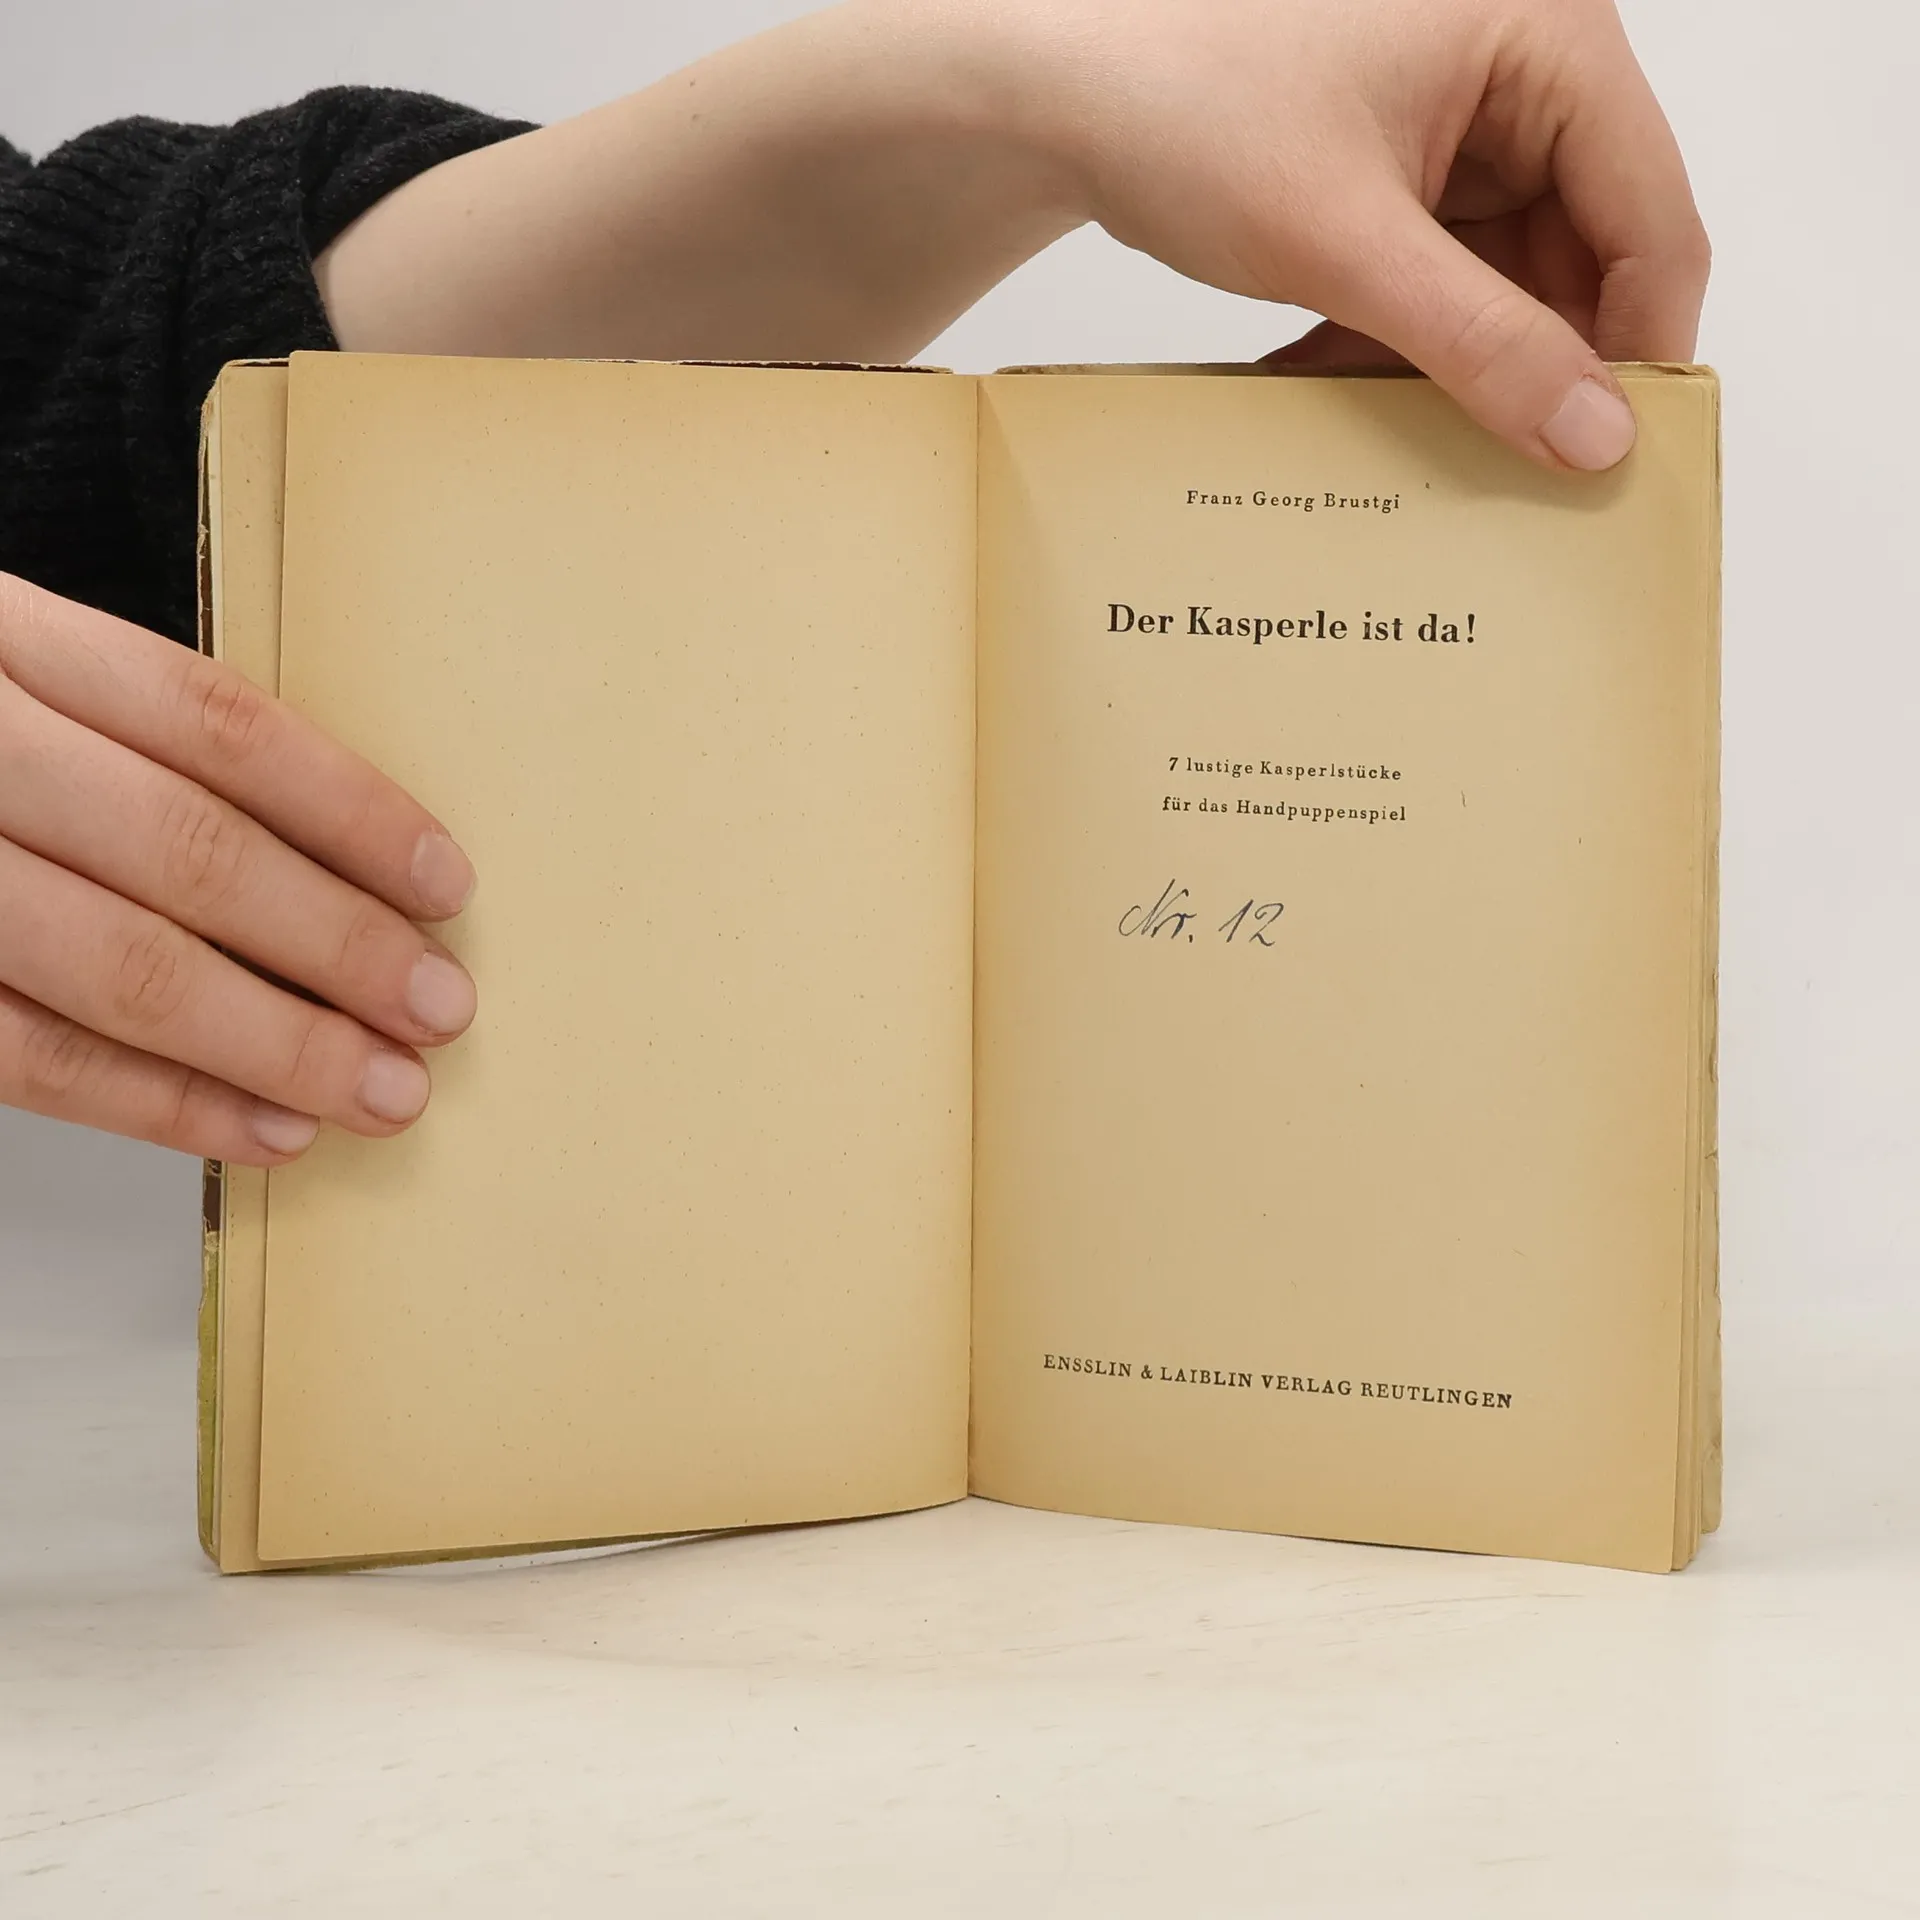 Franz Georg Brustgi
Der Kasperle ist da!
7 lustige Kasperlstücke
für das Handpuppenspiel
Nr. 12
ENSSLIN & LAIBLIN VERLAG REUTLINGEN